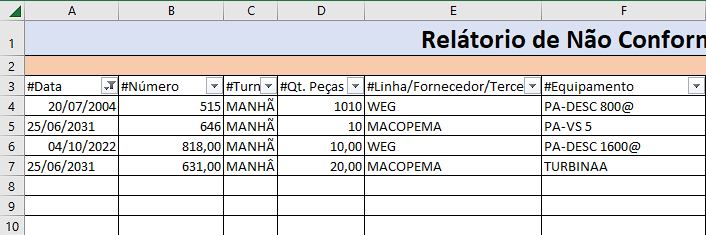 A B C D E F
1 Relátorio de Não Conforn
2
3 #Data #Número #Turn #Qt. Peças #Linha/Fornecedor/Terce #Equipamento
4 20/07/2004 515 MANHÃ 1010 WEG PA-DESC 800@
5 25/06/2031 646 MANHÃ 10 MACOPEMA PA-VS 5
6 04/10/2022 818,00 MANHÃ 10,00 WEG PA-DESC 1600@
7 25/06/2031 631,00 MANHÂ 20,00 MACOPEMA TURBINAA
8
9
10